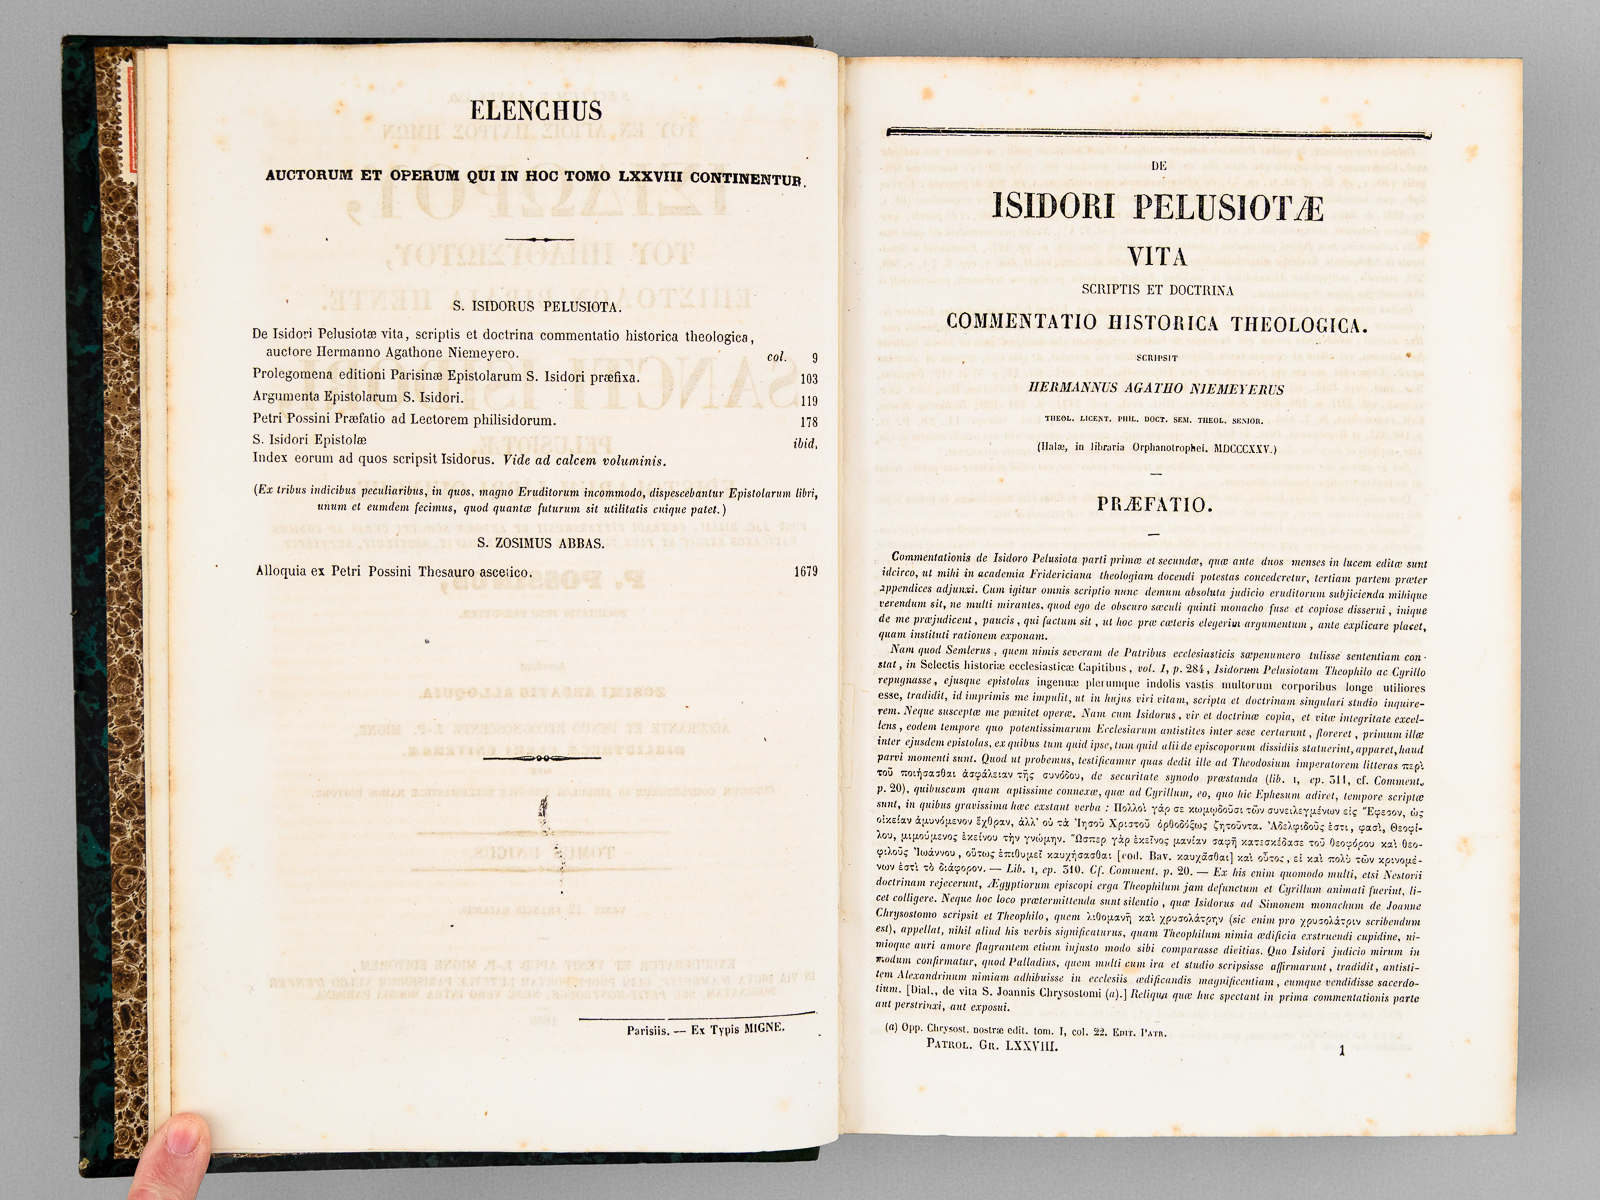 ELENCHUS
AUCTORUM ET OPERUM QUI IN HOC TOMO LXXVIII CONTINENTUR.
S. ISIDORUS PELUSIOTA.
De Isidori Pelusiotæ vita, scriptis et doctrina commentatio historica theologica,
auctore Hermanno Agathone Niemeyero. col. 9
Prolegomena editioni Parisinæ Epistolarum S. Isidori præfixa. 103
Argumenta Epistolarum S. Isidori. 119
Petri Possini Præfatio ad Lectorem philisidorum. 178
S. Isidori Epistolæ ibid.
Index eorum ad quos scripsit Isidorus. Vide ad calcem voluminis.
(Ex tribus indicibus peculiaribus, in quos, magno Eruditorum incommodo, dispescebantur Epistolarum libri,
unum et eumdem fecimus, quod quantæ futurum sit utilitatis cuique patet.)
S. ZOSIMUS ABBAS.
Alloquia ex Petri Possini Thesauro ascetico. 1679
Parisiis. — Ex Typis MIGNE.
DE
ISIDORI PELUSIOTÆ
VITA
SCRIPTIS ET DOCTRINA
COMMENTATIO HISTORICA THEOLOGICA.
SCRIPSIT
HERMANNUS AGATHO NIEMEYERUS
THEOL. LICENT. PHIL. DOCT. SEM. THEOL. SENIOR.
(Halæ, in libraria Orphanotrophei, MDCCCXXV.)
PRÆFATIO.
Commentationis de Isidoro Pelusiota parti primæ et secundæ, quæ ante duos menses in lucem editæ sunt
idcirco, ut mihi in academia Fridericiana theologiam docendi potestas concederetur, tertiam partem præter
appendices adjunxi. Cum igitur omnis scriptio nunc demum absoluta judicio eruditorum subjicienda mihique
verendum sit, ne multi mirantes, quod ego de obscuro sæculi quinti monacho fuse et copiose disserui, inique
de me præjudicent, paucis, qui factum sit, ut hoc præ cæteris elegerim argumentum, ante explicare placet,
quam instituti rationem exponam.
Nam quod Semlerus, quem nimis severam de Patribus ecclesiasticis sæpenumero tulisse sententiam con-
stat, in Selectis historiæ ecclesiasticæ Capitibus, vol. I, p. 284, Isidorum Pelusiotam Theophilo ac Cyrillo
repugnasse, ejusque epistolas ingenuæ plerumque indolis vastis multorum corporibus longe utiliores
esse, tradidit, id imprimis me impulit, ut in hujus viri vitam, scripta et doctrinam singulari studio inquire-
rem. Neque susceptæ me pœnitet operæ. Nam cum Isidorus, vir et doctrinæ copia, et vitæ integritate excel-
lens, eodem tempore quo potentissimarum Ecclesiarum antistites inter sese certarunt, floreret, primum illæ
inter ejusdem epistolas, ex quibus tum quid ipse, tum quid alii de episcoporum dissidiis statuerint, apparet, haud
parvi momenti sunt. Quod ut probemus, testificamur quas dedit ille ad Theodosium imperatorem litteras περὶ
τοῦ ποιήσασθαι ἀσφάλειαν τῆς συνόδου, de securitate synodo præstanda (lib. I, ep. 311, cf. Comment.
p. 20), quibuscum quam aptissime connexæ, quæ ad Cyrillum, eo, quo hic Ephesum adiret, tempore scriptæ
sunt, in quibus gravissima hæc exstant verba : Πολλοὶ γάρ σε κωμῳδοῦσι τῶν συνειλεγμένων εἰς Ἔφεσον, ὡς
οἰκείαν ἀμυνόμενον ἔχθραν, ἀλλ' οὐ τὰ Ἰησοῦ Χριστοῦ ὀρθοδόξως ζητοῦντα. Ἀδελφιδοῦς ἐστι, φασὶ, Θεοφί-
λου, μιμούμενος ἐκείνου τὴν γνώμην. Ὥσπερ γὰρ ἐκεῖνος μανίαν σαφῆ κατεσκέδασε τοῦ θεοφόρου καὶ θεο-
φιλοῦς Ἰωάννου, οὕτως ἐπιθυμεῖ καυχήσασθαι [cod. Bav. καυχᾶσθαι] καὶ οὗτος, εἰ καὶ πολὺ τῶν κρινομέ-
νων ἐστὶ τὸ διάφορον. — Lib. I, ep. 310. Cf. Comment. p. 20. — Ex his enim quomodo multi, etsi Nestorii
doctrinam rejecerunt, Ægyptiorum episcopi erga Theophilum jam defunctum et Cyrillum animati fuerint, li-
cet colligere. Neque hoc loco prætermittenda sunt silentio, quæ Isidorus ad Simonem monachum de Joanne
Chrysostomo scripsit et Theophilo, quem λιθομανῆ καὶ χρυσολάτρην (sic enim pro χρυσολάτριν scribendum
est), appellat, nihil aliud his verbis significaturus, quam Theophilum nimia ædificia exstruendi cupidine, ni-
mioque auri amore flagrantem etiam injusto modo sibi comparasse divitias. Quo Isidori judicio mirum in
modum confirmatur, quod Palladius, quem multi cum ira et studio scripsisse affirmarunt, tradidit, antisti-
tem Alexandrinum nimiam adhibuisse in ecclesiis ædificandis magnificentiam, eumque vendidisse sacerdo-
tium. [Dial., de vita S. Joannis Chrysostomi (a).] Reliqua quæ huc spectant in prima commentationis parte
aut perstrinxi, aut exposui.
(a) Opp. Chrysost. nostræ edit. tom. I, col. 22. EDIT. PATR.
PATROL. GR. LXXVIII. 1